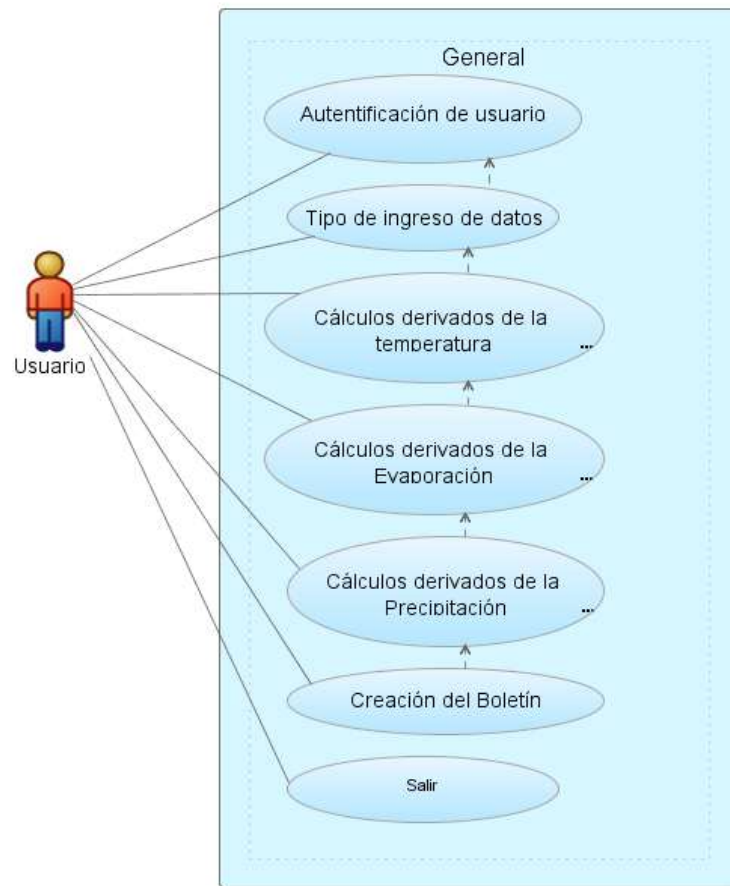 General
Autentificación de usuario
Tipo de ingreso de datos
Cálculos derivados de la
temperatura
...
Usuario
Cálculos derivados de la
Evaporación
...
Cálculos derivados de la
Precipitación
...
Creación del Boletín
Salir